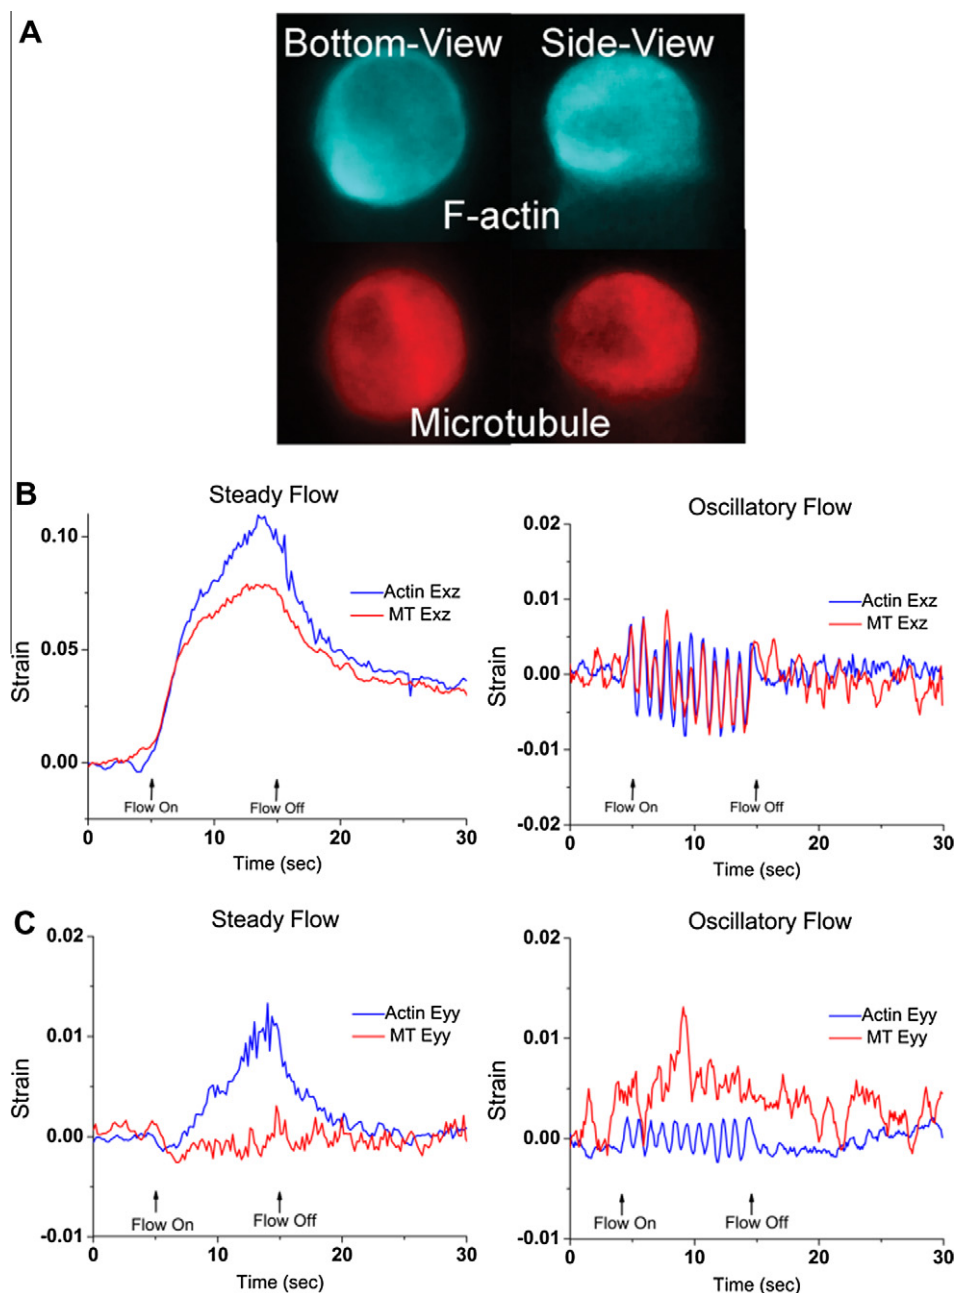 A
Bottom-View Side-View
F-actin
Microtubule
B
Steady Flow
0.10
0.05
0.00
Strain
Actin Exz
MT Exz
Flow On Flow Off
0 10 20 30
Time (sec)
Oscillatory Flow
0.02
0.01
0.00
-0.01
-0.02
Strain
Actin Exz
MT Exz
Flow On Flow Off
0 10 20 30
Time (sec)
C
Steady Flow
0.02
0.01
0.00
-0.01
Strain
Actin Eyy
MT Eyy
Flow On Flow Off
0 10 20 30
Time (sec)
Oscillatory Flow
0.02
0.01
0.00
-0.01
Strain
Actin Eyy
MT Eyy
Flow On Flow Off
0 10 20 30
Time (sec)